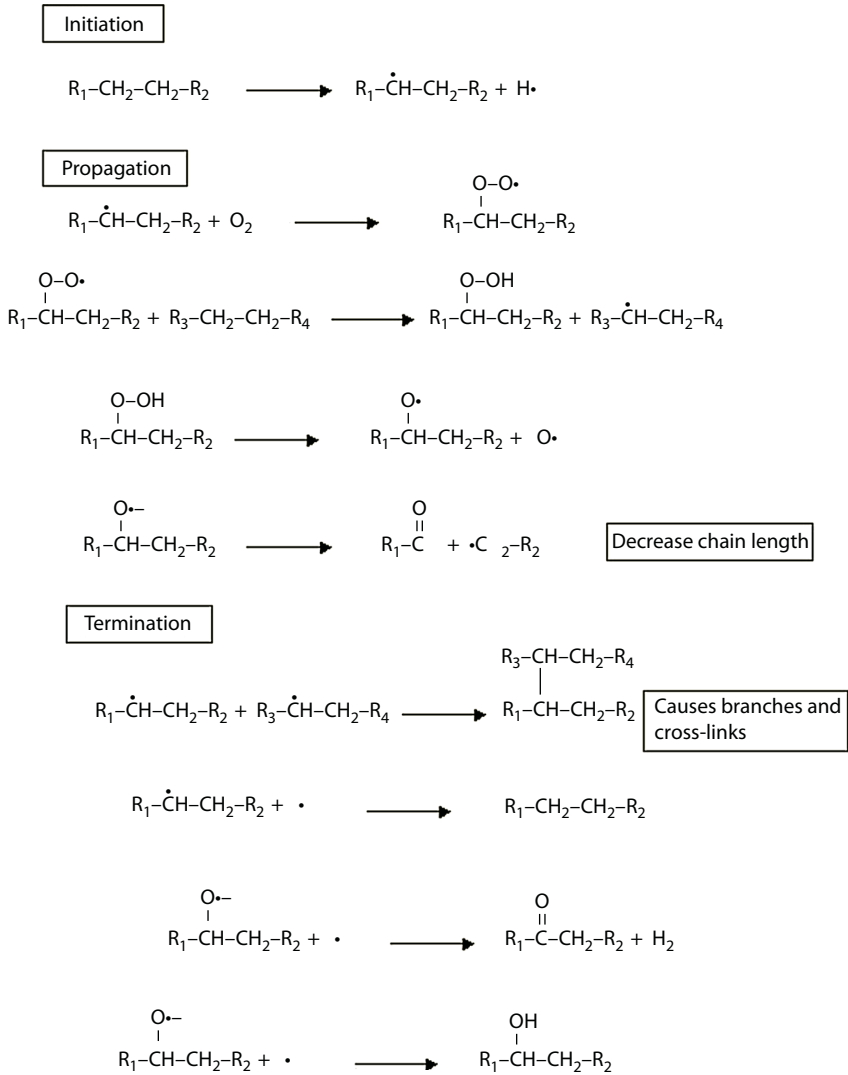 Initiation
R₁–CH₂–CH₂–R₂ ⟶ R₁–ĊH–CH₂–R₂ + H•
Propagation
O–O•
R₁–ĊH–CH₂–R₂ + O₂ ⟶ R₁–CH–CH₂–R₂
O–O• O–OH
R₁–CH–CH₂–R₂ + R₃–CH₂–CH₂–R₄ ⟶ R₁–CH–CH₂–R₂ + R₃–ĊH–CH₂–R₄
O–OH O•
R₁–CH–CH₂–R₂ ⟶ R₁–CH–CH₂–R₂ + O•
O•– O
R₁–CH–CH₂–R₂ ⟶ R₁–C + •C ₂–R₂ Decrease chain length
Termination
R₃–CH–CH₂–R₄
R₁–ĊH–CH₂–R₂ + R₃–ĊH–CH₂–R₄ ⟶ R₁–CH–CH₂–R₂ Causes branches and
cross-links
R₁–ĊH–CH₂–R₂ + • ⟶ R₁–CH₂–CH₂–R₂
O•– O
R₁–CH–CH₂–R₂ + • ⟶ R₁–C–CH₂–R₂ + H₂
O•– OH
R₁–CH–CH₂–R₂ + • ⟶ R₁–CH–CH₂–R₂